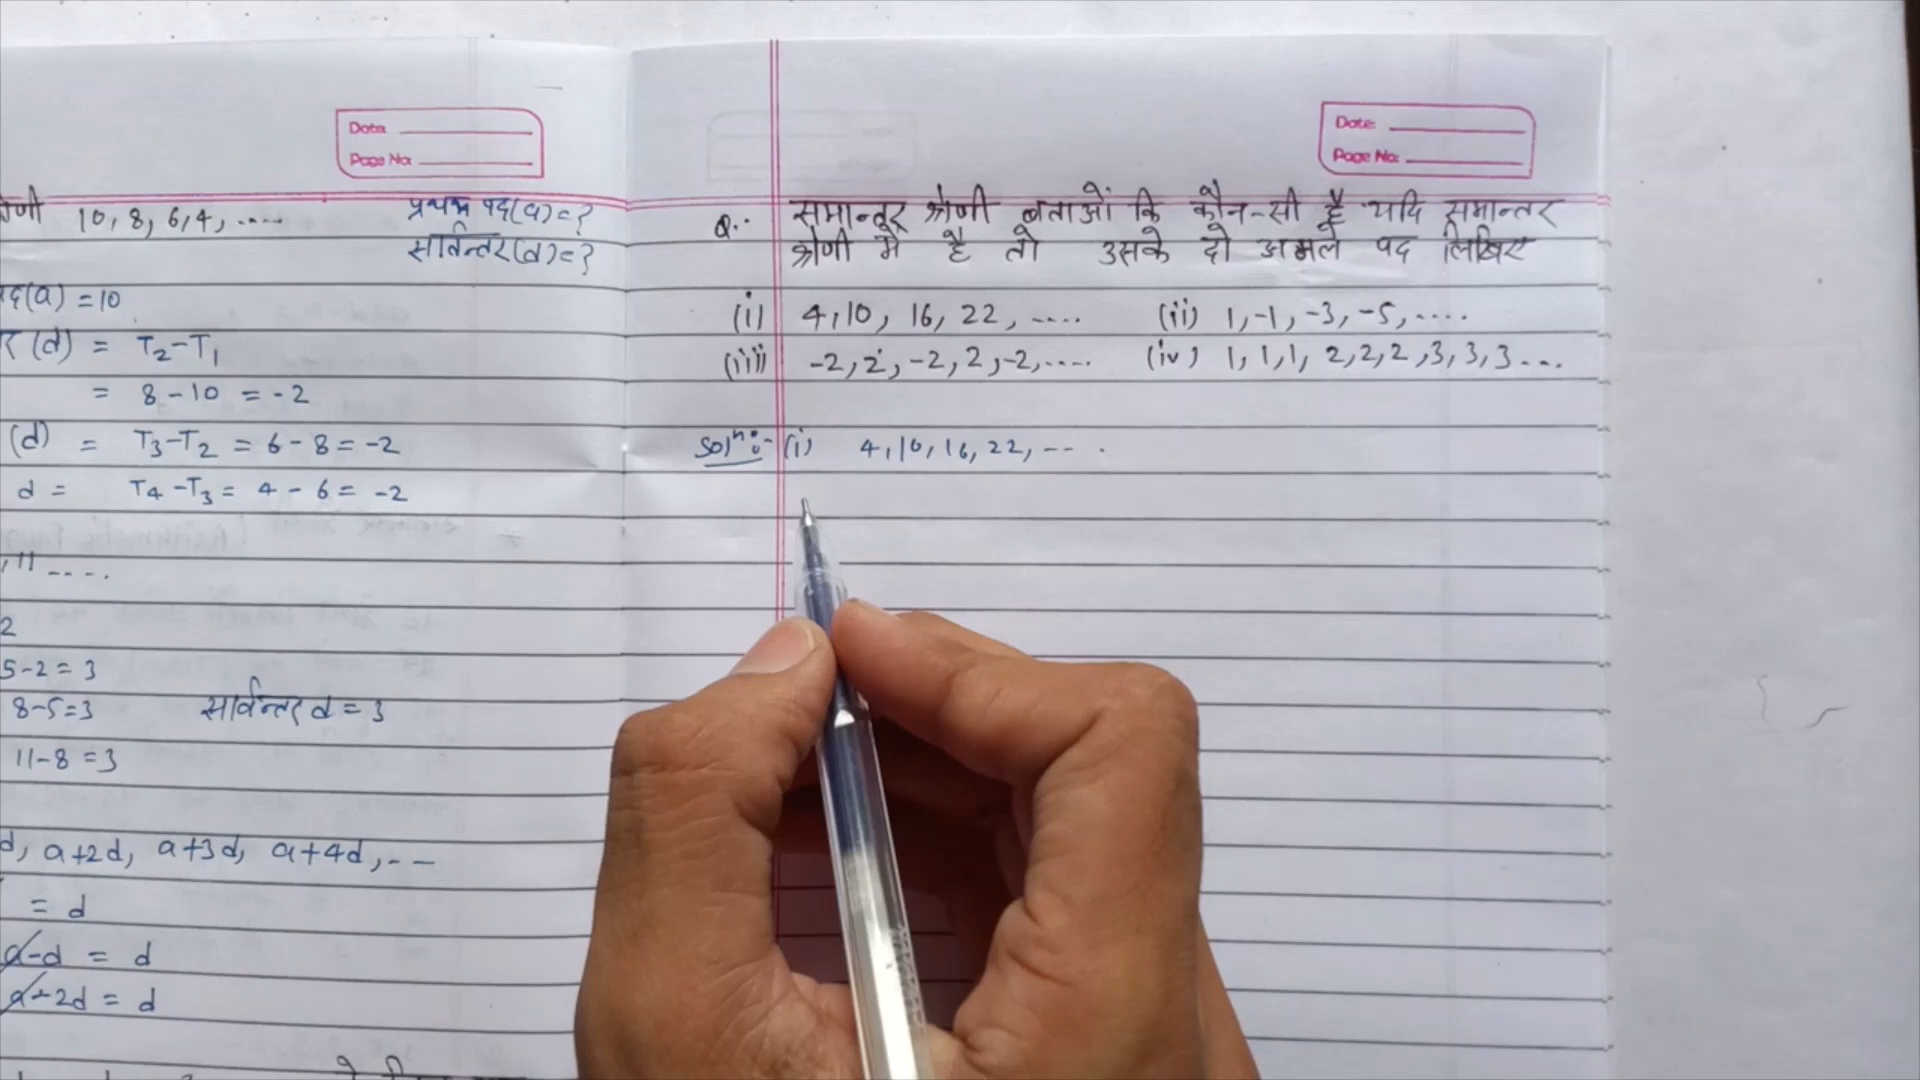 Date:
Page No:
10, 8, 6, 4, .....
प्रथम पद(a) = ?
सार्वान्तर(d) = ?
(a) = 10
(d) = T₂-T₁
= 8 - 10 = -2
(d) = T₃-T₂ = 6 - 8 = -2
d = T₄-T₃ = 4 - 6 = -2
, 11 ....
2
5-2 = 3
8-5 = 3 सार्वान्तर d = 3
11-8 = 3
d, a+2d, a+3d, a+4d, --
= d
a-d = d
a+2d = d
Date:
Page No:
Q.- समान्तर श्रेणी बताओं कि कौन-सी है यदि समान्तर
श्रेणी में है तो उसके दो अगले पद लिखिए
(i) 4, 10, 16, 22, .... (ii) 1, -1, -3, -5, ....
(iii) -2, 2, -2, 2, -2, .... (iv) 1, 1, 1, 2, 2, 2, 3, 3, 3 ...
Solⁿ:- (i) 4, 10, 16, 22, -- .